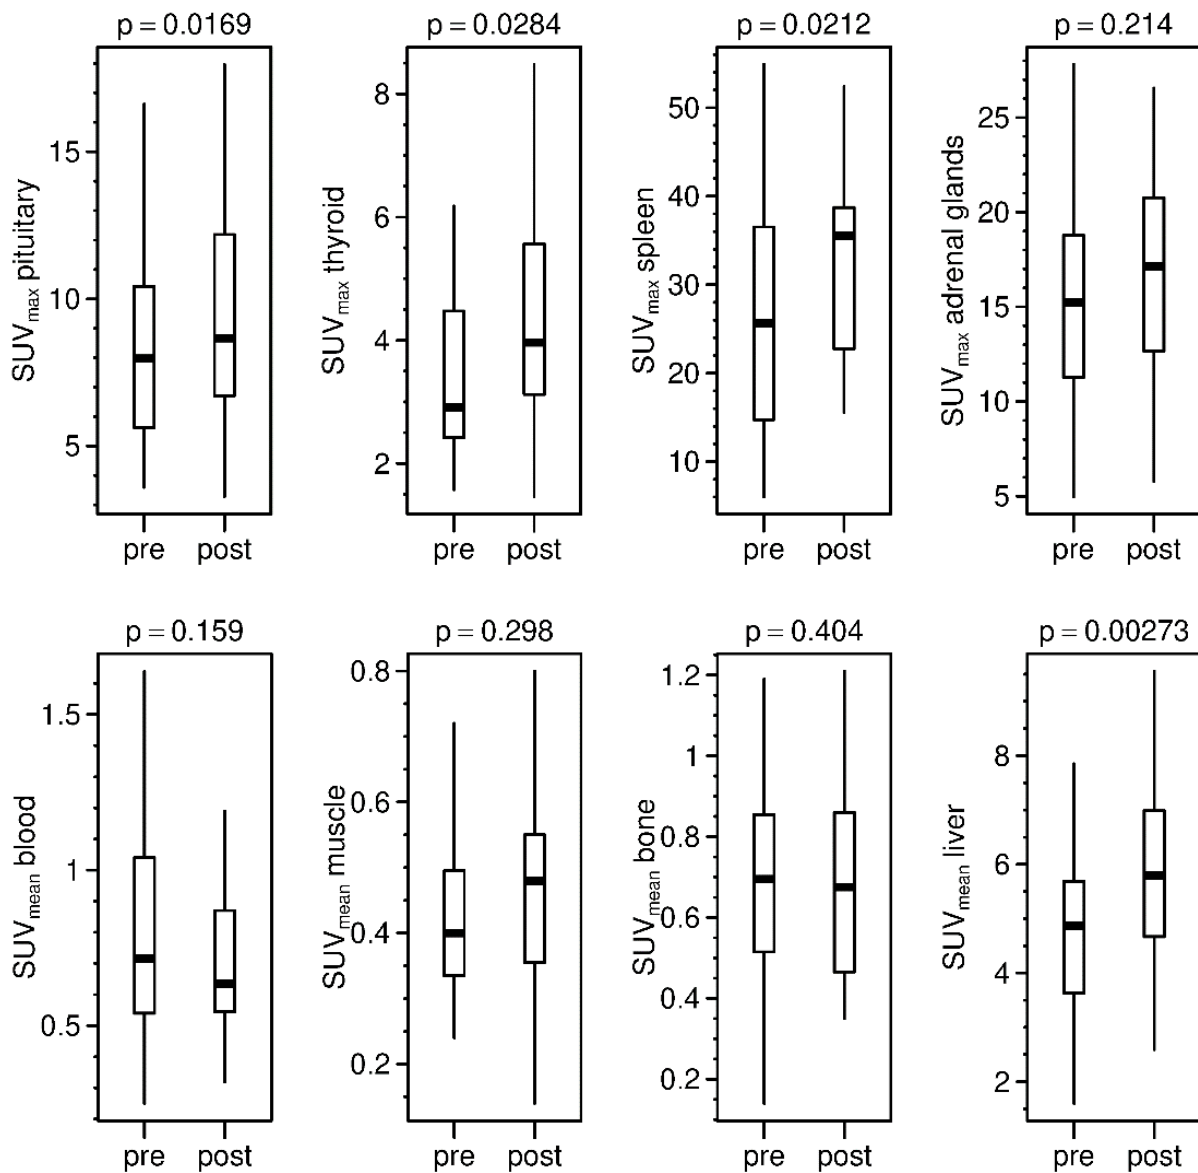 p = 0.0169
SUVmax pituitary
15
10
5
pre post
p = 0.0284
SUVmax thyroid
8
6
4
2
pre post
p = 0.0212
SUVmax spleen
50
40
30
20
10
pre post
p = 0.214
SUVmax adrenal glands
25
20
15
10
5
pre post
p = 0.159
SUVmean blood
1.5
1
0.5
pre post
p = 0.298
SUVmean muscle
0.8
0.6
0.4
0.2
pre post
p = 0.404
SUVmean bone
1.2
1
0.8
0.6
0.4
0.2
pre post
p = 0.00273
SUVmean liver
8
6
4
2
pre post